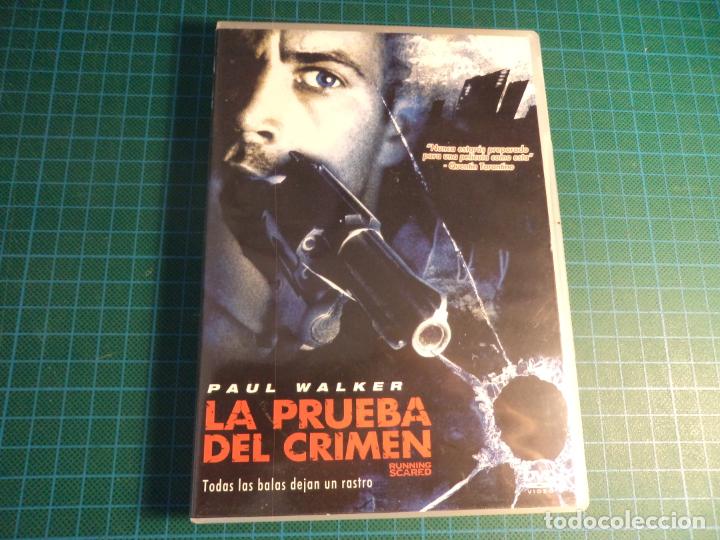 "Nunca estarás preparado
para una película como esta"
- Quentin Tarantino
PAUL WALKER
LA PRUEBA
DEL CRIMEN
RUNNING
SCARED
Todas las balas dejan un rastro
VIDEO
todocoleccion.net